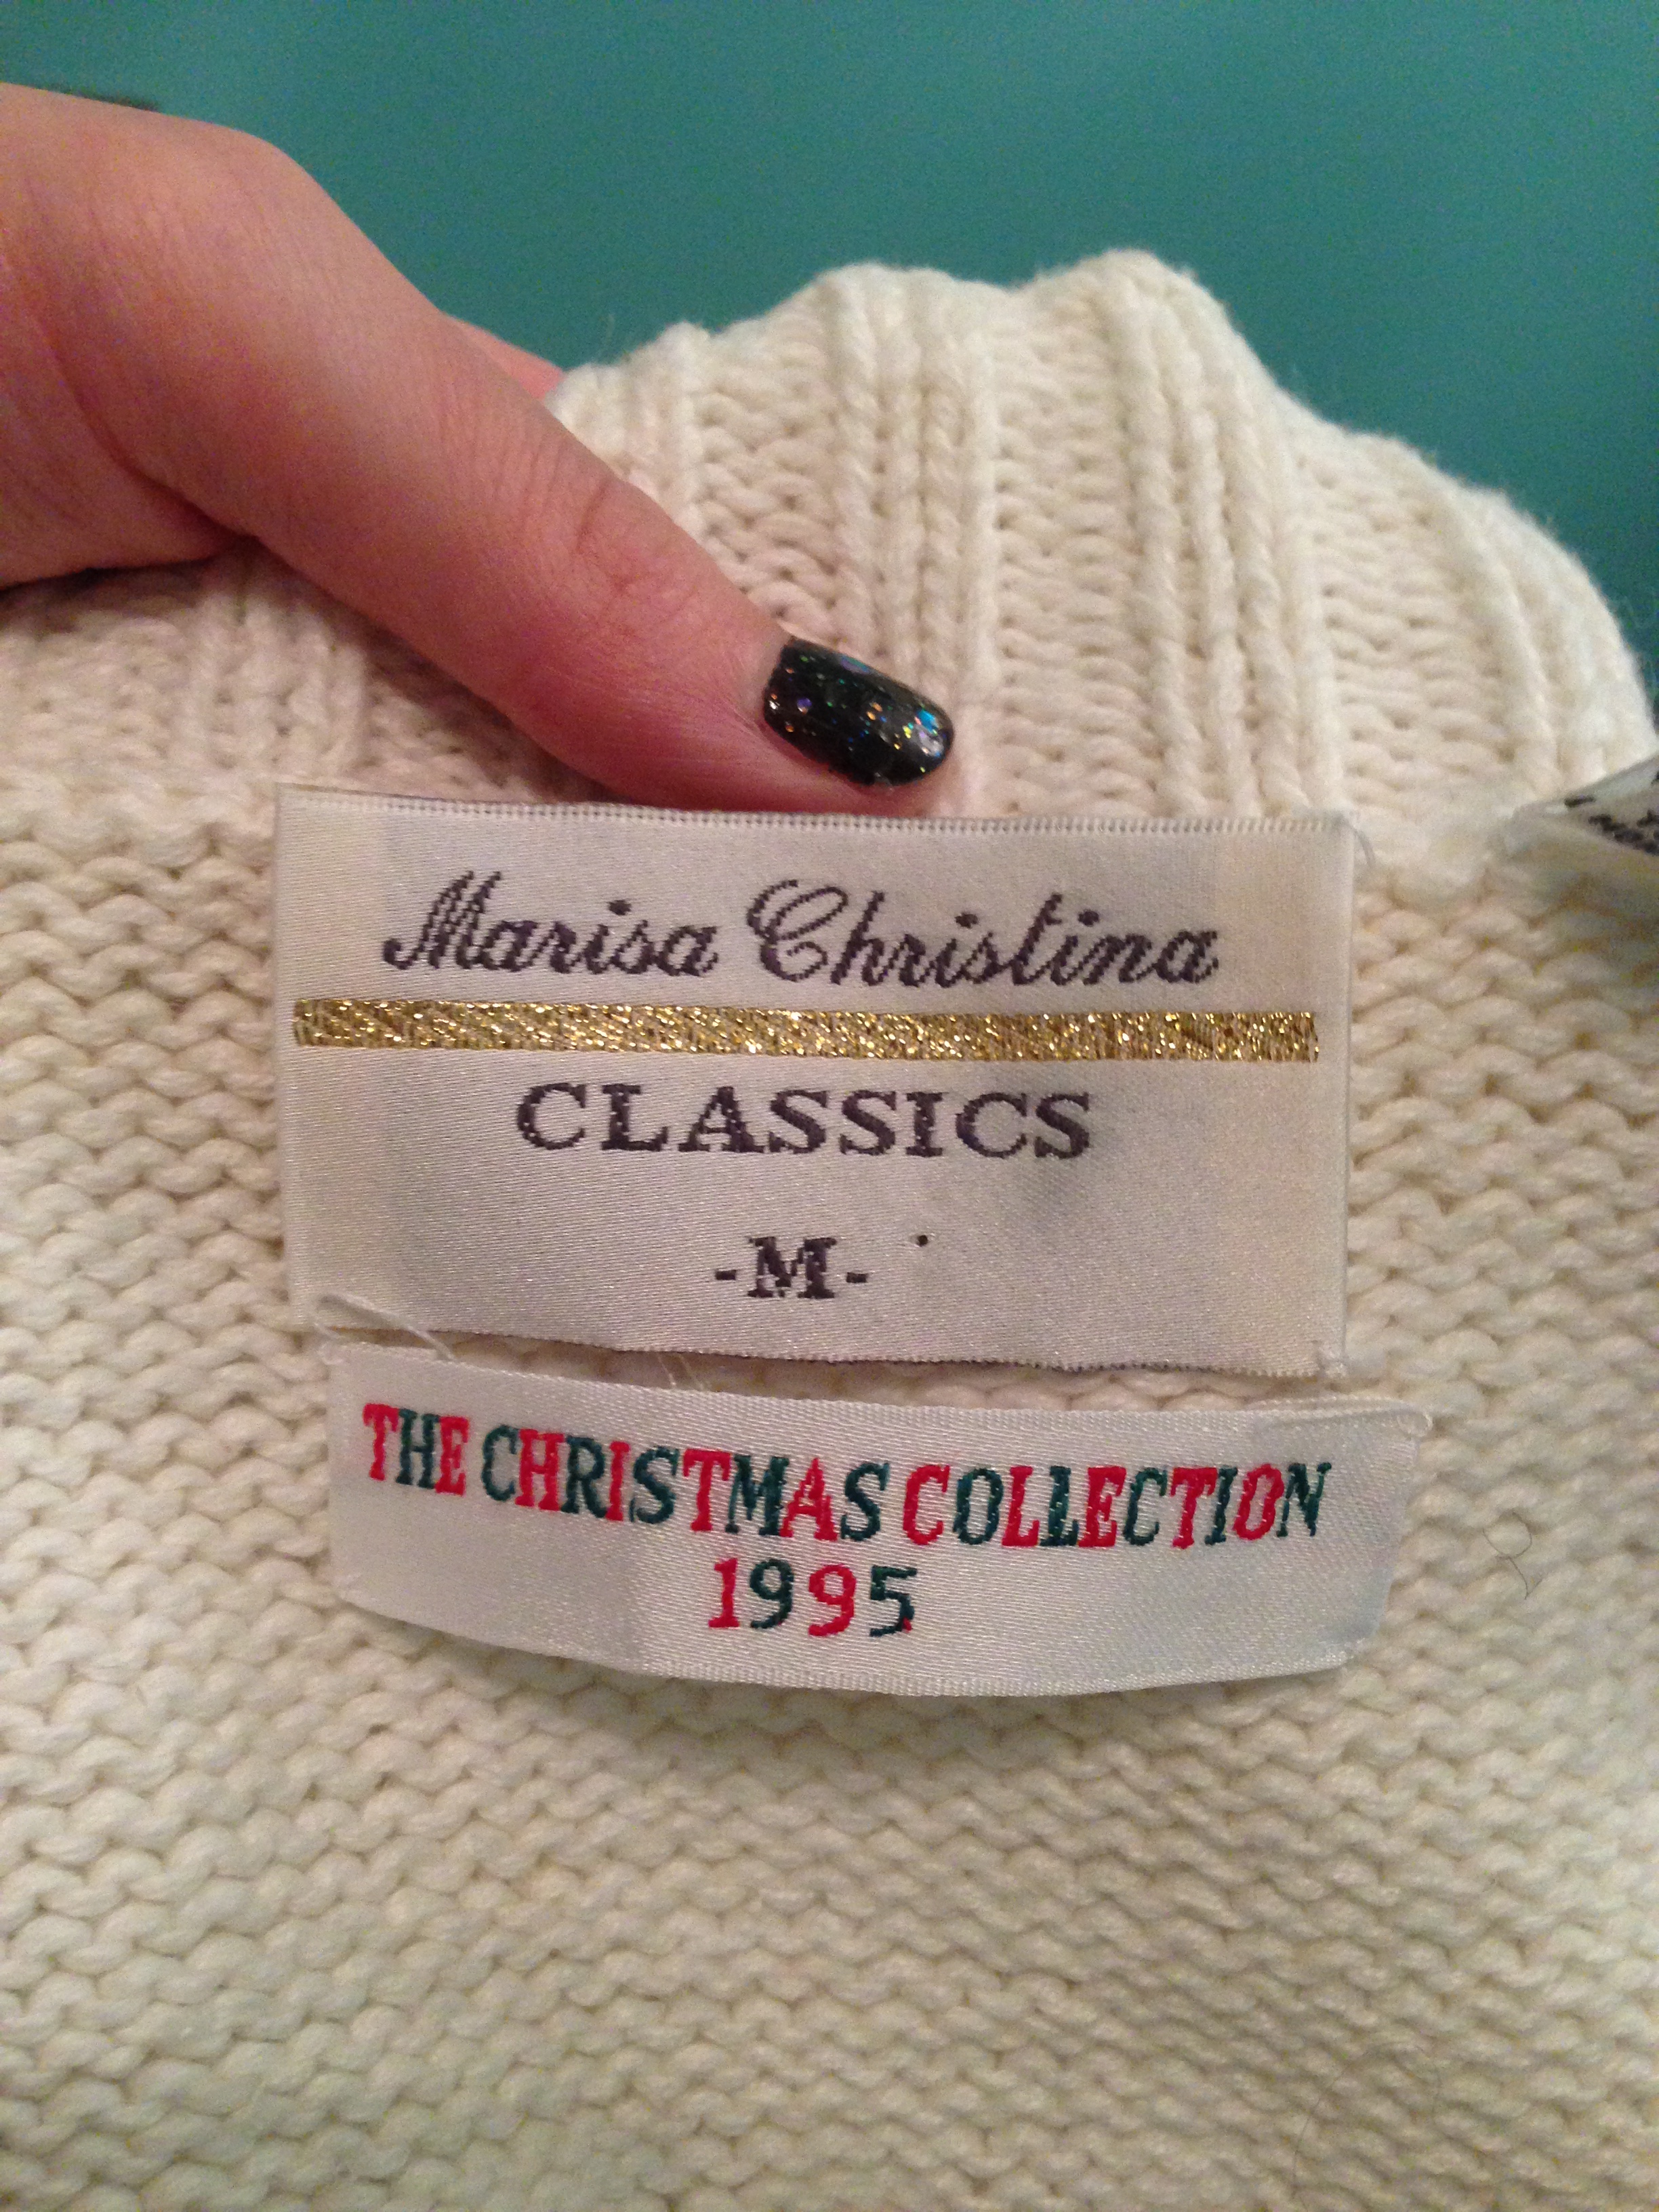 Marisa Christina
CLASSICS
-M-
THE CHRISTMAS COLLECTION
1995